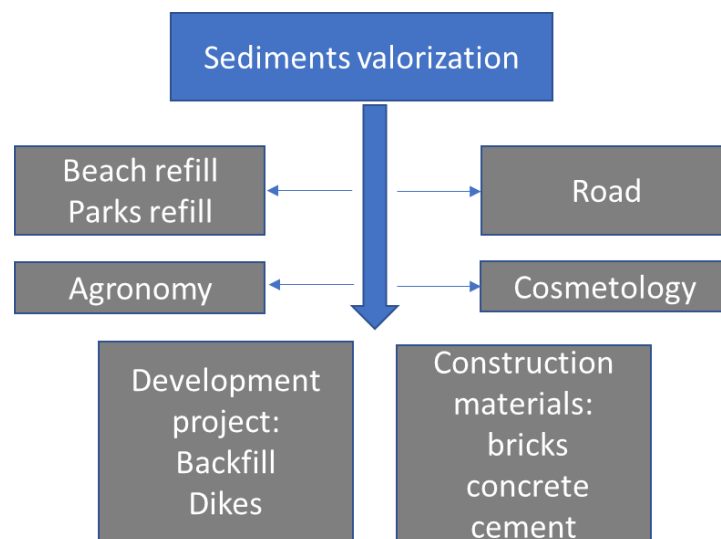 Sediments valorization
Beach refill
Parks refill
Road
Agronomy
Cosmetology
Development
project:
Backfill
Dikes
Construction
materials:
bricks
concrete
cement